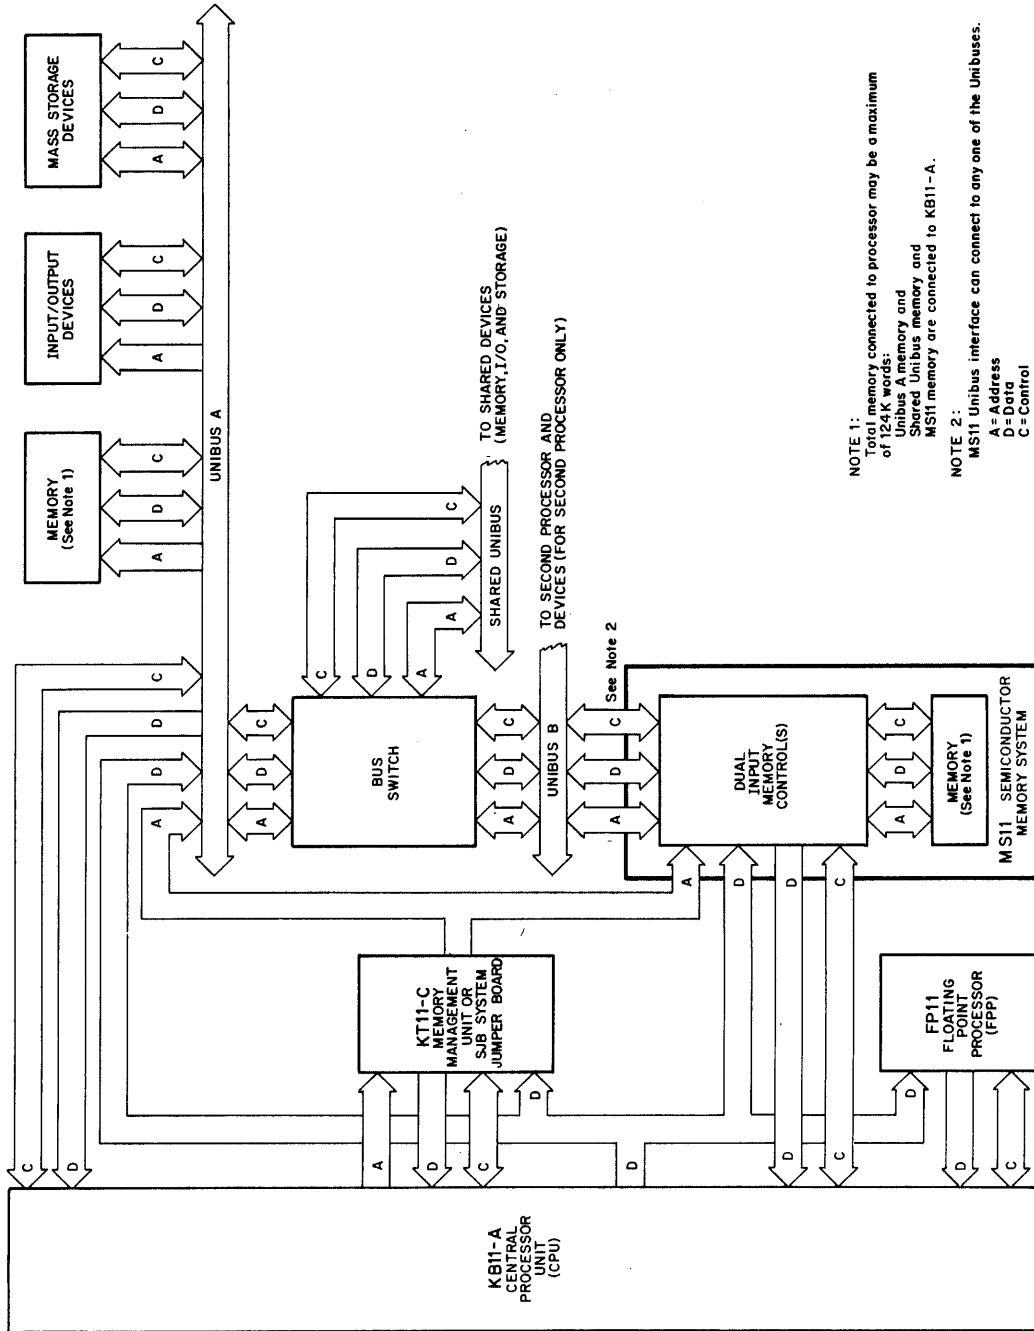 MASS STORAGE
DEVICES
INPUT/OUTPUT
DEVICES
MEMORY
(See Note 1)
A
D
C
A
D
C
A
D
C
UNIBUS A
C
D
D
A
A
D
C
BUS
SWITCH
C
D
A
C
D
A
SHARED UNIBUS
TO SHARED DEVICES
(MEMORY, I/O, AND STORAGE)
A
D
C
UNIBUS B
TO SECOND PROCESSOR AND
DEVICES (FOR SECOND PROCESSOR ONLY)
See Note 2
A
D
C
DUAL
INPUT
MEMORY
CONTROL(S)
A
D
C
MEMORY
(See Note 1)
MS11 SEMICONDUCTOR
MEMORY SYSTEM
A
D
D
C
KT11-C
MEMORY
MANAGEMENT
UNIT OR
SJB SYSTEM
JUMPER BOARD
FP11
FLOATING
POINT
PROCESSOR
(FPP)
C
D
A
D
C
D
D
D
C
D
D
C
KB11-A
CENTRAL
PROCESSOR
UNIT
(CPU)
NOTE 1:
Total memory connected to processor may be a maximum
of 124K words:
Unibus A memory and
Shared Unibus memory and
MS11 memory are connected to KB11-A.
NOTE 2:
MS11 Unibus interface can connect to any one of the Unibuses.
A = Address
D = Data
C = Control